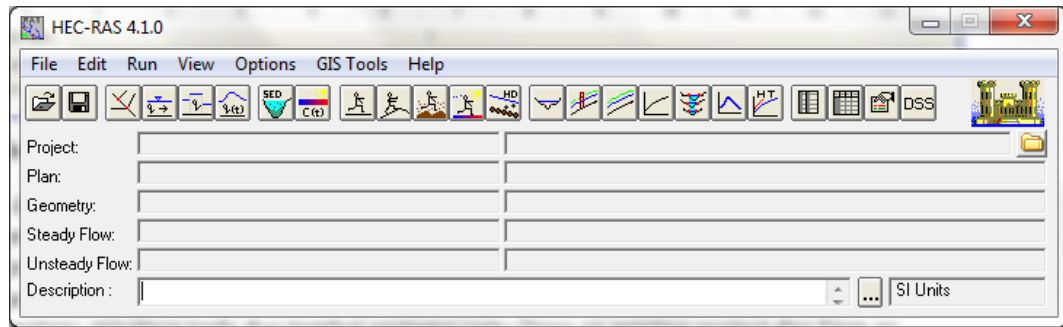 HEC-RAS 4.1.0
File Edit Run View Options GIS Tools Help
SED C(t) HD HT DSS
Project:
Plan:
Geometry:
Steady Flow:
Unsteady Flow:
Description : ... SI Units